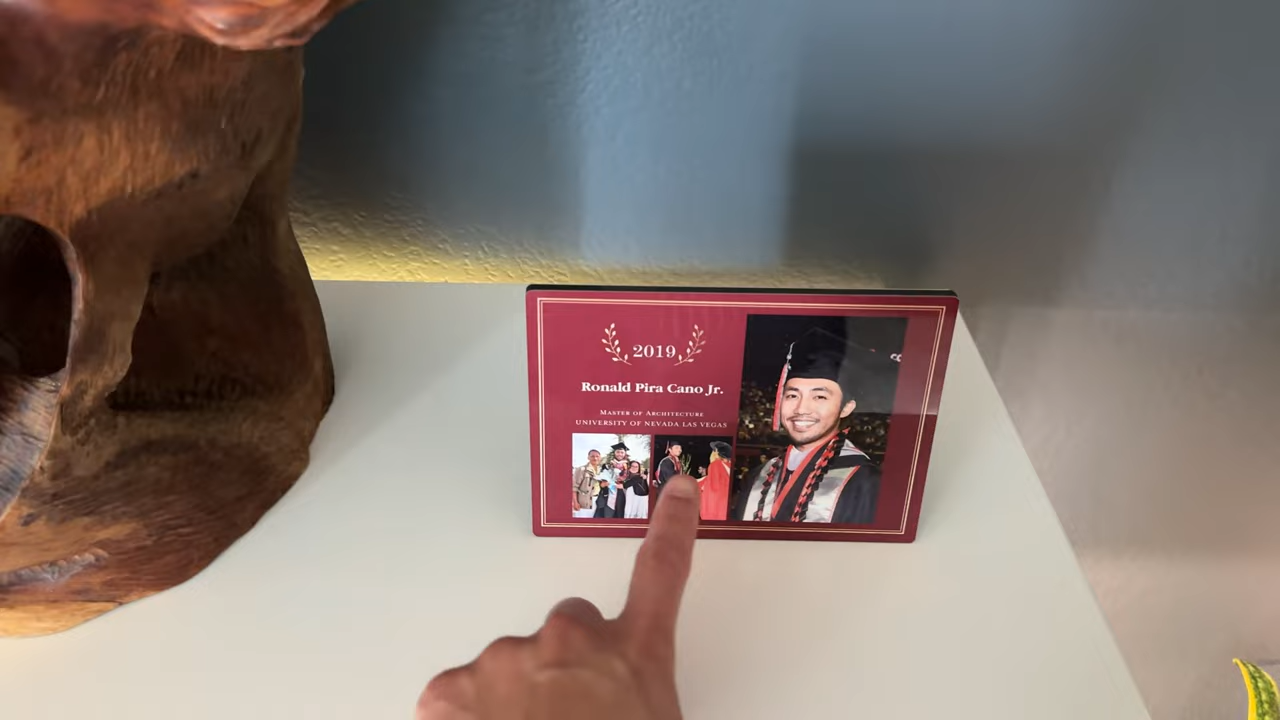 2019
Ronald Pira Cano Jr.
Master of Architecture
UNIVERSITY OF NEVADA LAS VEGAS